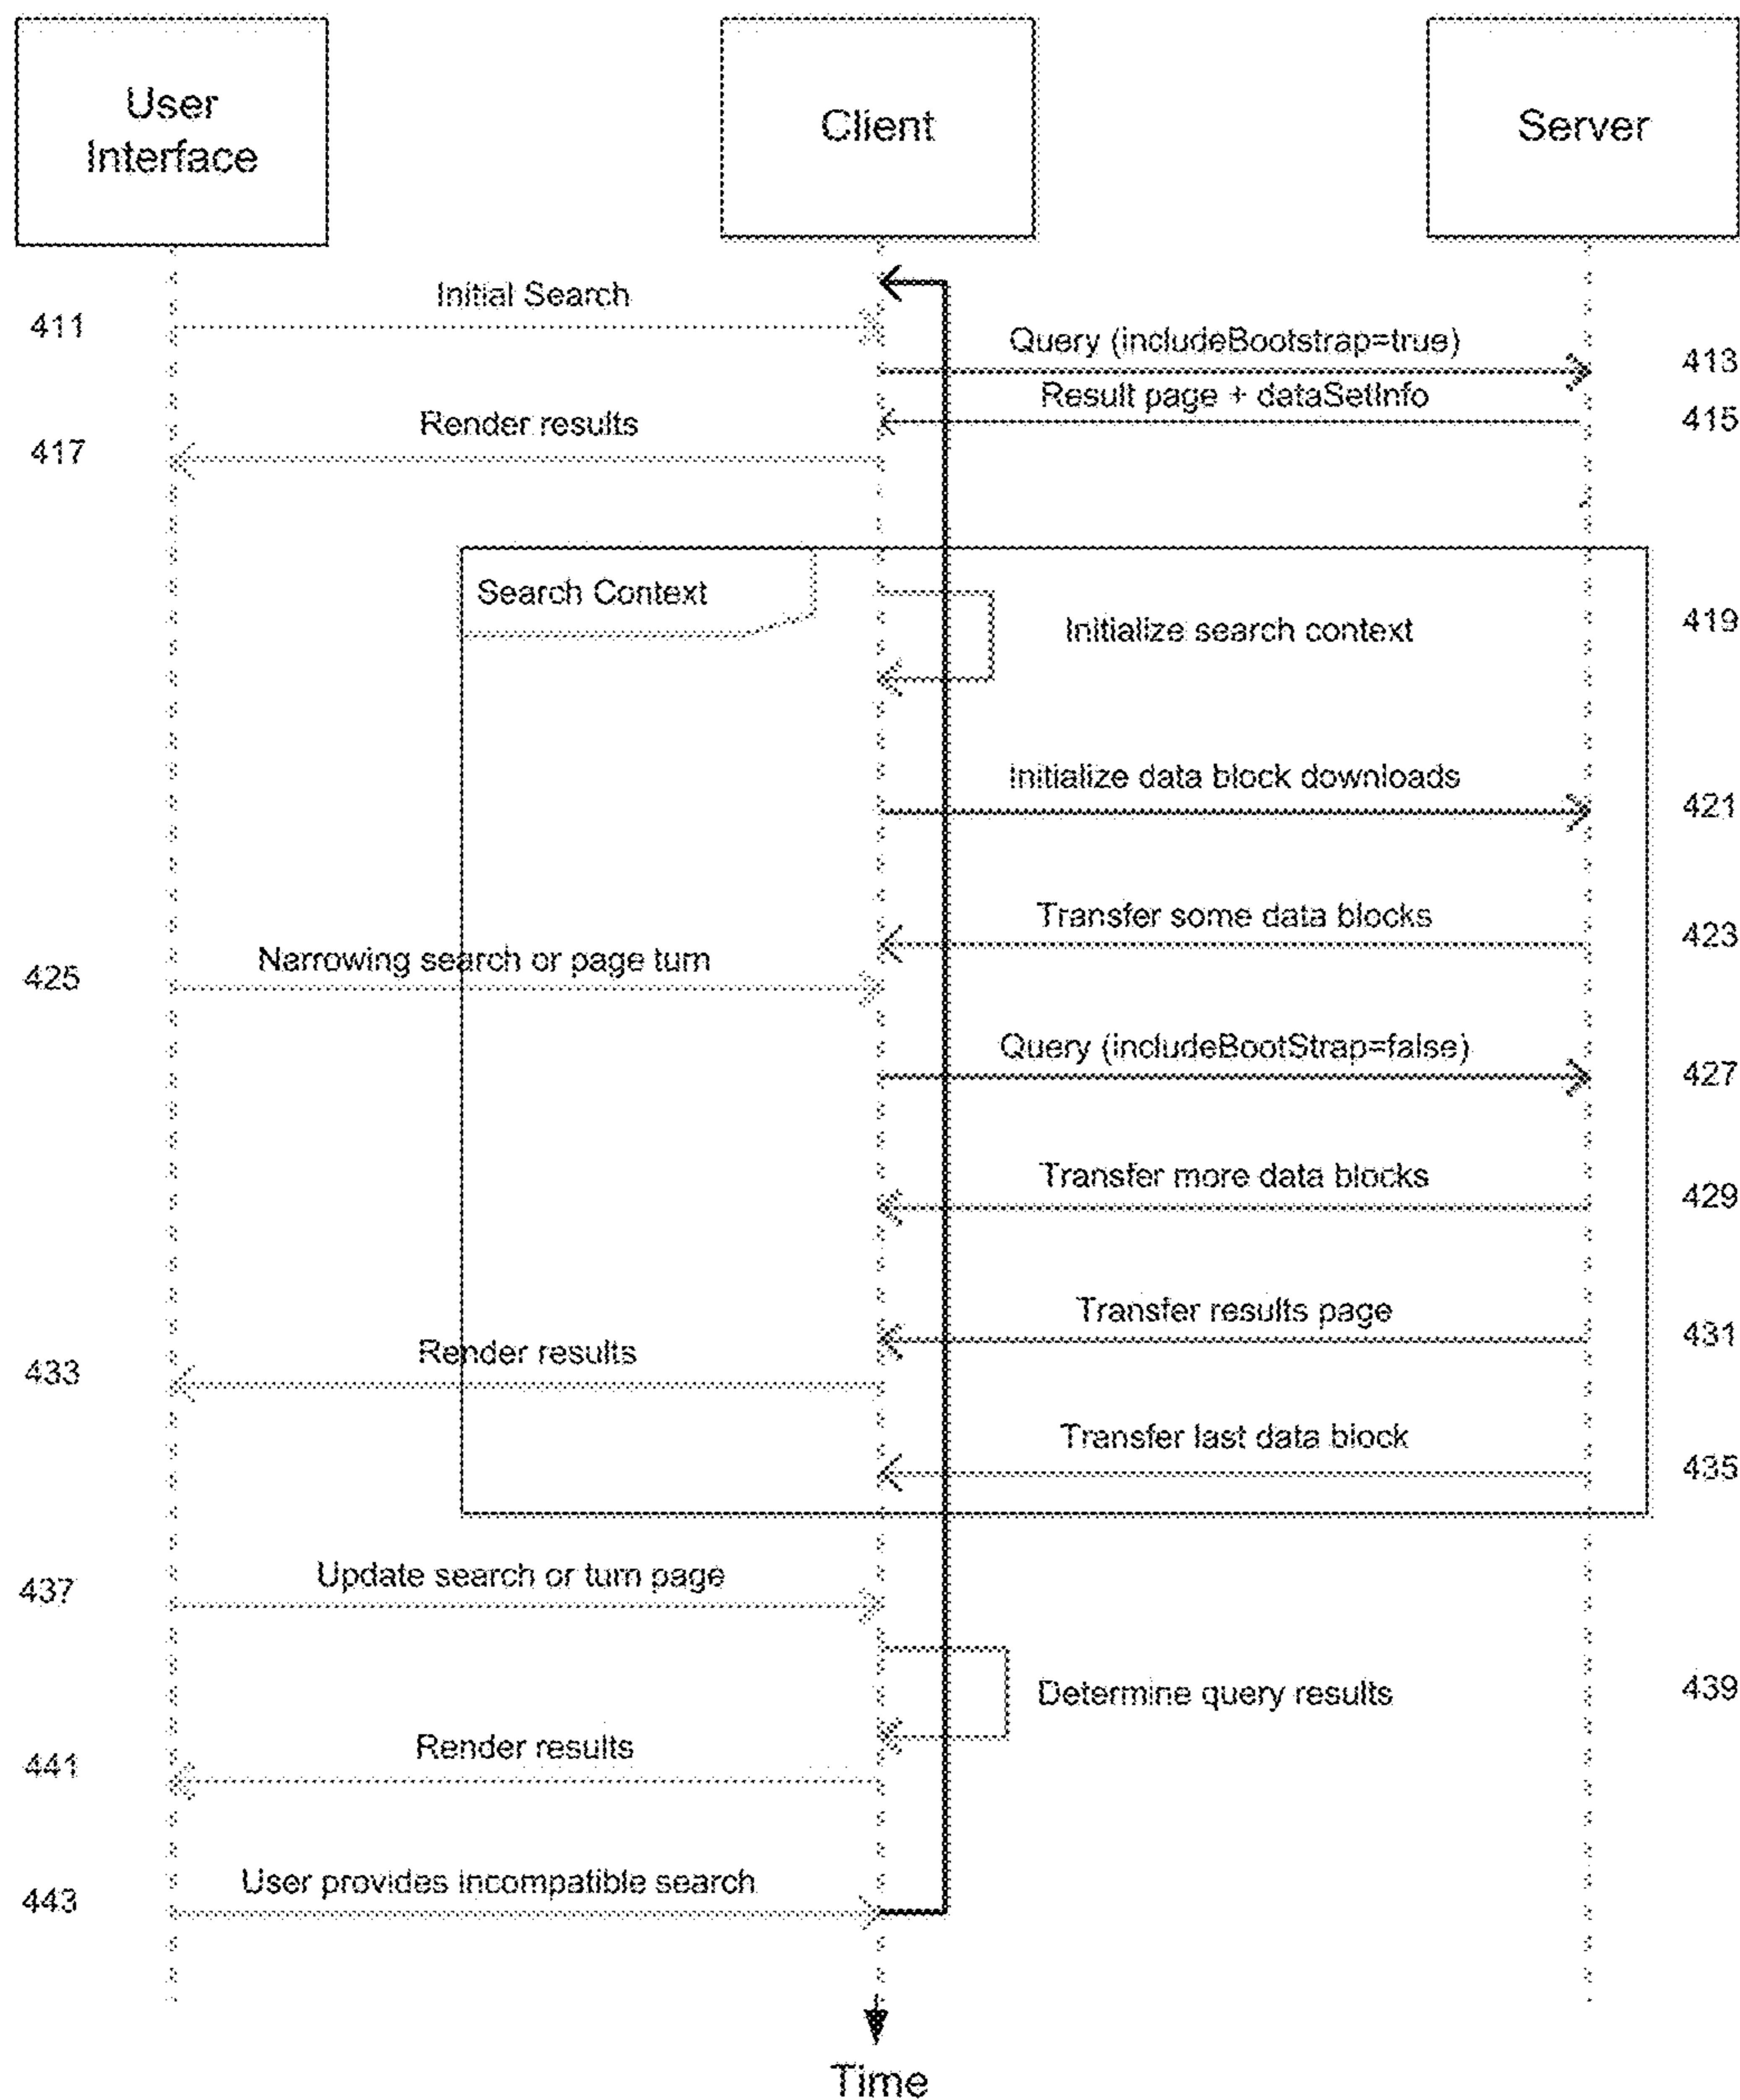 User
Interface
Client
Server
Initial Search
411
Query (includeBootstrap=true)
413
Result page + dataSetInfo
415
Render results
417
Search Context
Initialize search context
419
Initialize data block downloads
421
Transfer some data blocks
423
Narrowing search or page turn
425
Query (includeBootStrap=false)
427
Transfer more data blocks
429
Transfer results page
431
Render results
433
Transfer last data block
435
Update search or turn page
437
Determine query results
439
Render results
441
User provides incompatible search
443
Time